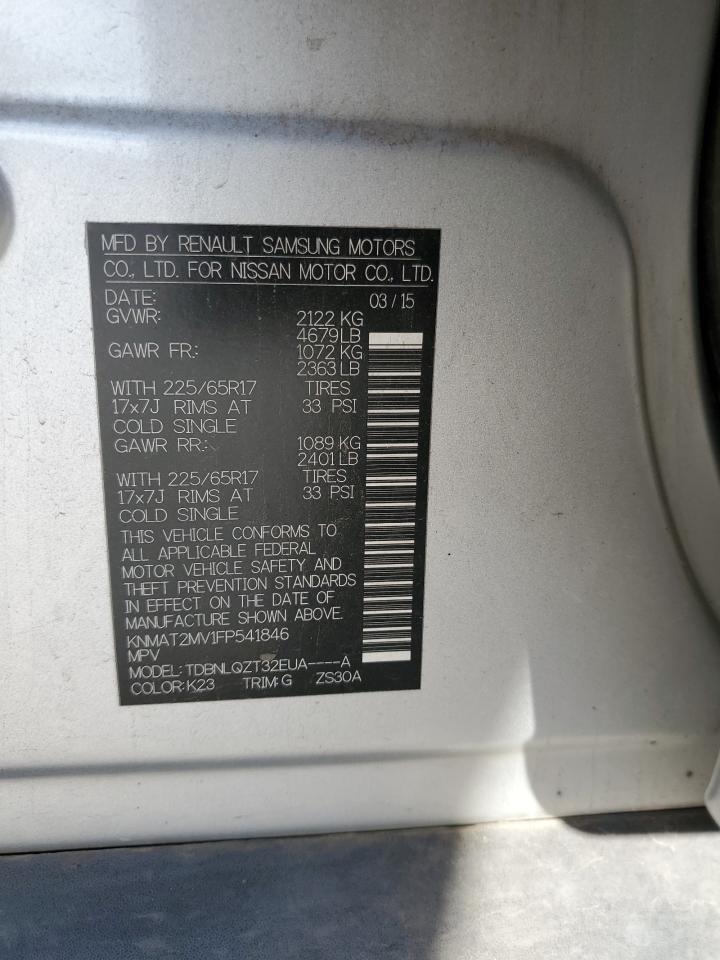 MFD BY RENAULT SAMSUNG MOTORS
CO., LTD. FOR NISSAN MOTOR CO., LTD.
DATE: 03 / 15
GVWR: 2122 KG
4679 LB
GAWR FR.: 1072 KG
2363 LB
WITH 225/65R17 TIRES
17x7J RIMS AT 33 PSI
COLD SINGLE
GAWR RR.: 1089 KG
2401 LB
WITH 225/65R17 TIRES
17x7J RIMS AT 33 PSI
COLD SINGLE
THIS VEHICLE CONFORMS TO
ALL APPLICABLE FEDERAL
MOTOR VEHICLE SAFETY AND
THEFT PREVENTION STANDARDS
IN EFFECT ON THE DATE OF
MANUFACTURE SHOWN ABOVE.
KNMAT2MV1FP541846
MPV
MODEL: TDBNLQZT32EUA----A
COLOR: K23 TRIM: G ZS30A